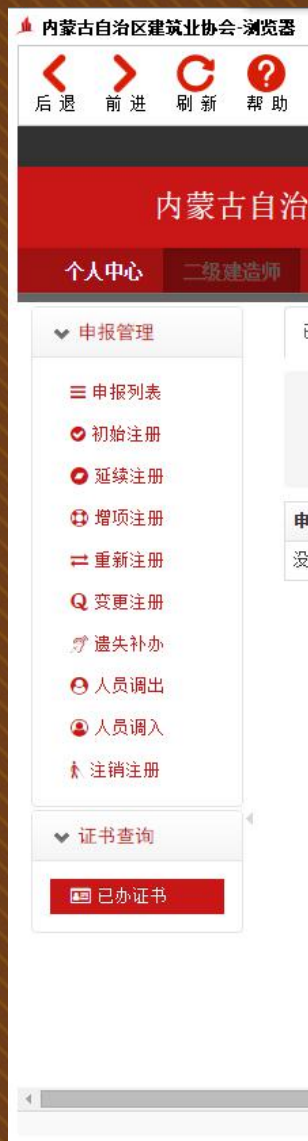 内蒙古自治区建筑业协会-浏览器
后退 前进 刷新 帮助
内蒙古自治
个人中心 二级建造师
申报管理
申报列表
初始注册
延续注册
增项注册
重新注册
变更注册
遗失补办
人员调出
人员调入
注销注册
申
没
证书查询
已办证书